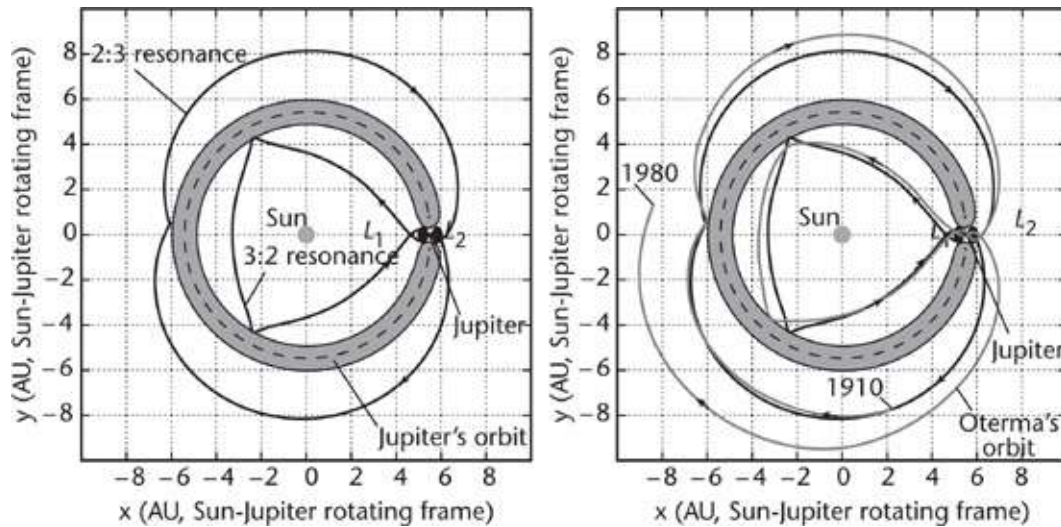 y (AU, Sun-Jupiter rotating frame)
8
6
4
2
0
−2
−4
−6
−8
2:3 resonance
Sun
L1
L2
3:2 resonance
Jupiter
Jupiter's orbit
−8 −6 −4 −2 0 2 4 6 8
x (AU, Sun-Jupiter rotating frame)
y (AU, Sun-Jupiter rotating frame)
8
6
4
2
0
−2
−4
−6
−8
1980
Sun
L2
Jupiter
1910
Oterma's
orbit
−8 −6 −4 −2 0 2 4 6 8
x (AU, Sun-Jupiter rotating frame)